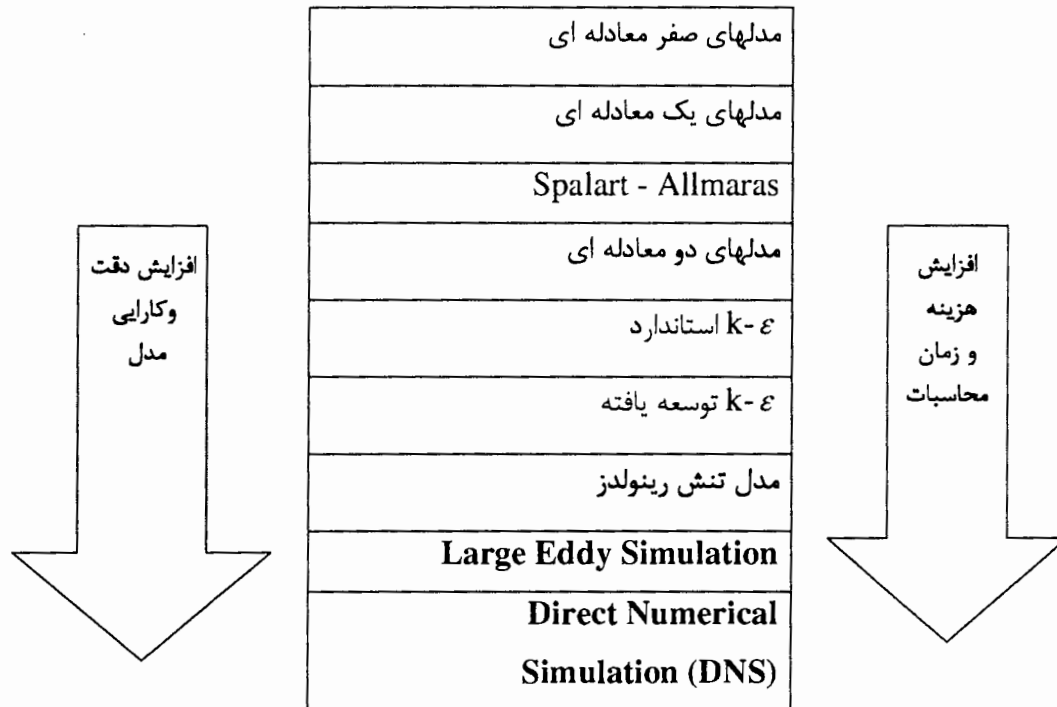 مدلهای صفر معادله ای
مدلهای یک معادله ای
Spalart - Allmaras
مدلهای دو معادله ای
k-ε استاندارد
k-ε توسعه یافته
مدل تنش رینولدز
Large Eddy Simulation
Direct Numerical
Simulation (DNS)
افزایش
هزینه
و زمان
محاسبات
افزایش دقت
وکارایی
مدل